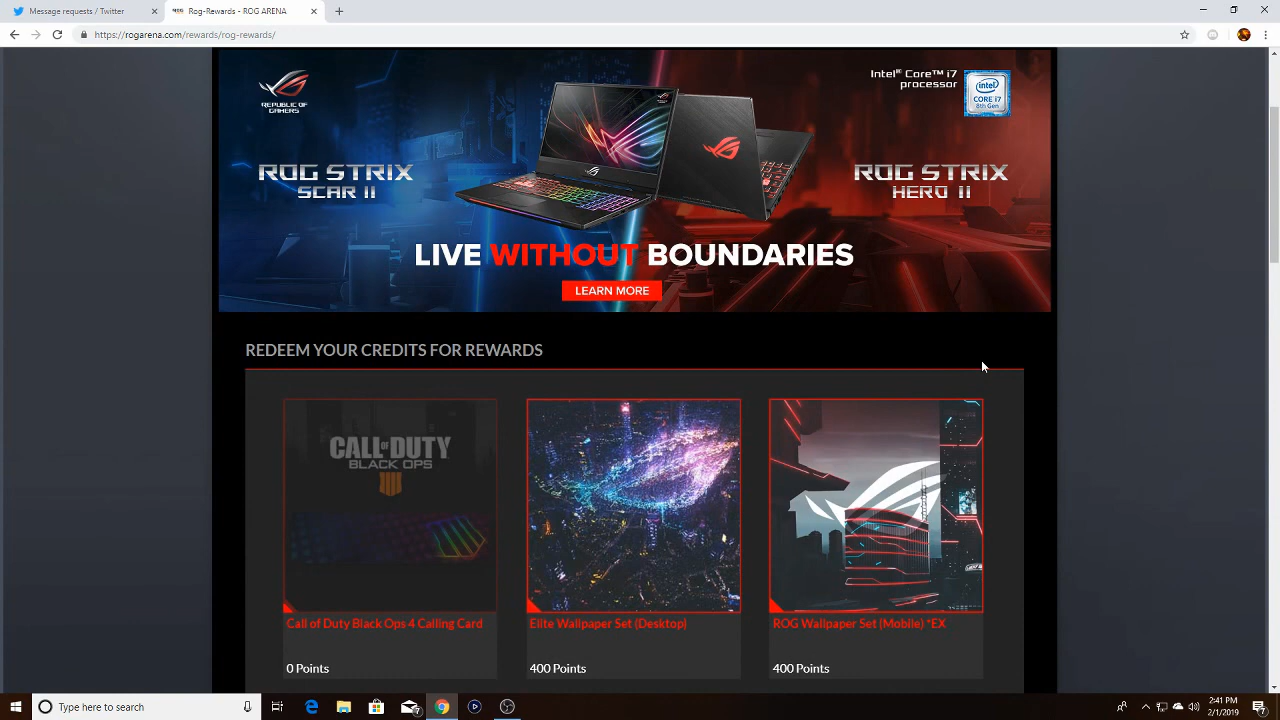 Message requests / Twitter
Rog-Rewards - ROG ARENA
https://rogarena.com/rewards/rog-rewards/
REPUBLIC OF
GAMERS
Intel® Core™ i7
processor
intel
CORE i7
8th Gen
ROG STRIX
SCAR II
ROG STRIX
HERO II
LIVE WITHOUT BOUNDARIES
LEARN MORE
REDEEM YOUR CREDITS FOR REWARDS
CALL OF DUTY
BLACK OPS
IIII
Call of Duty Black Ops 4 Calling Card
0 Points
Elite Wallpaper Set (Desktop)
400 Points
ROG Wallpaper Set (Mobile) *EX
400 Points
Type here to search
2:41 PM
2/1/2019